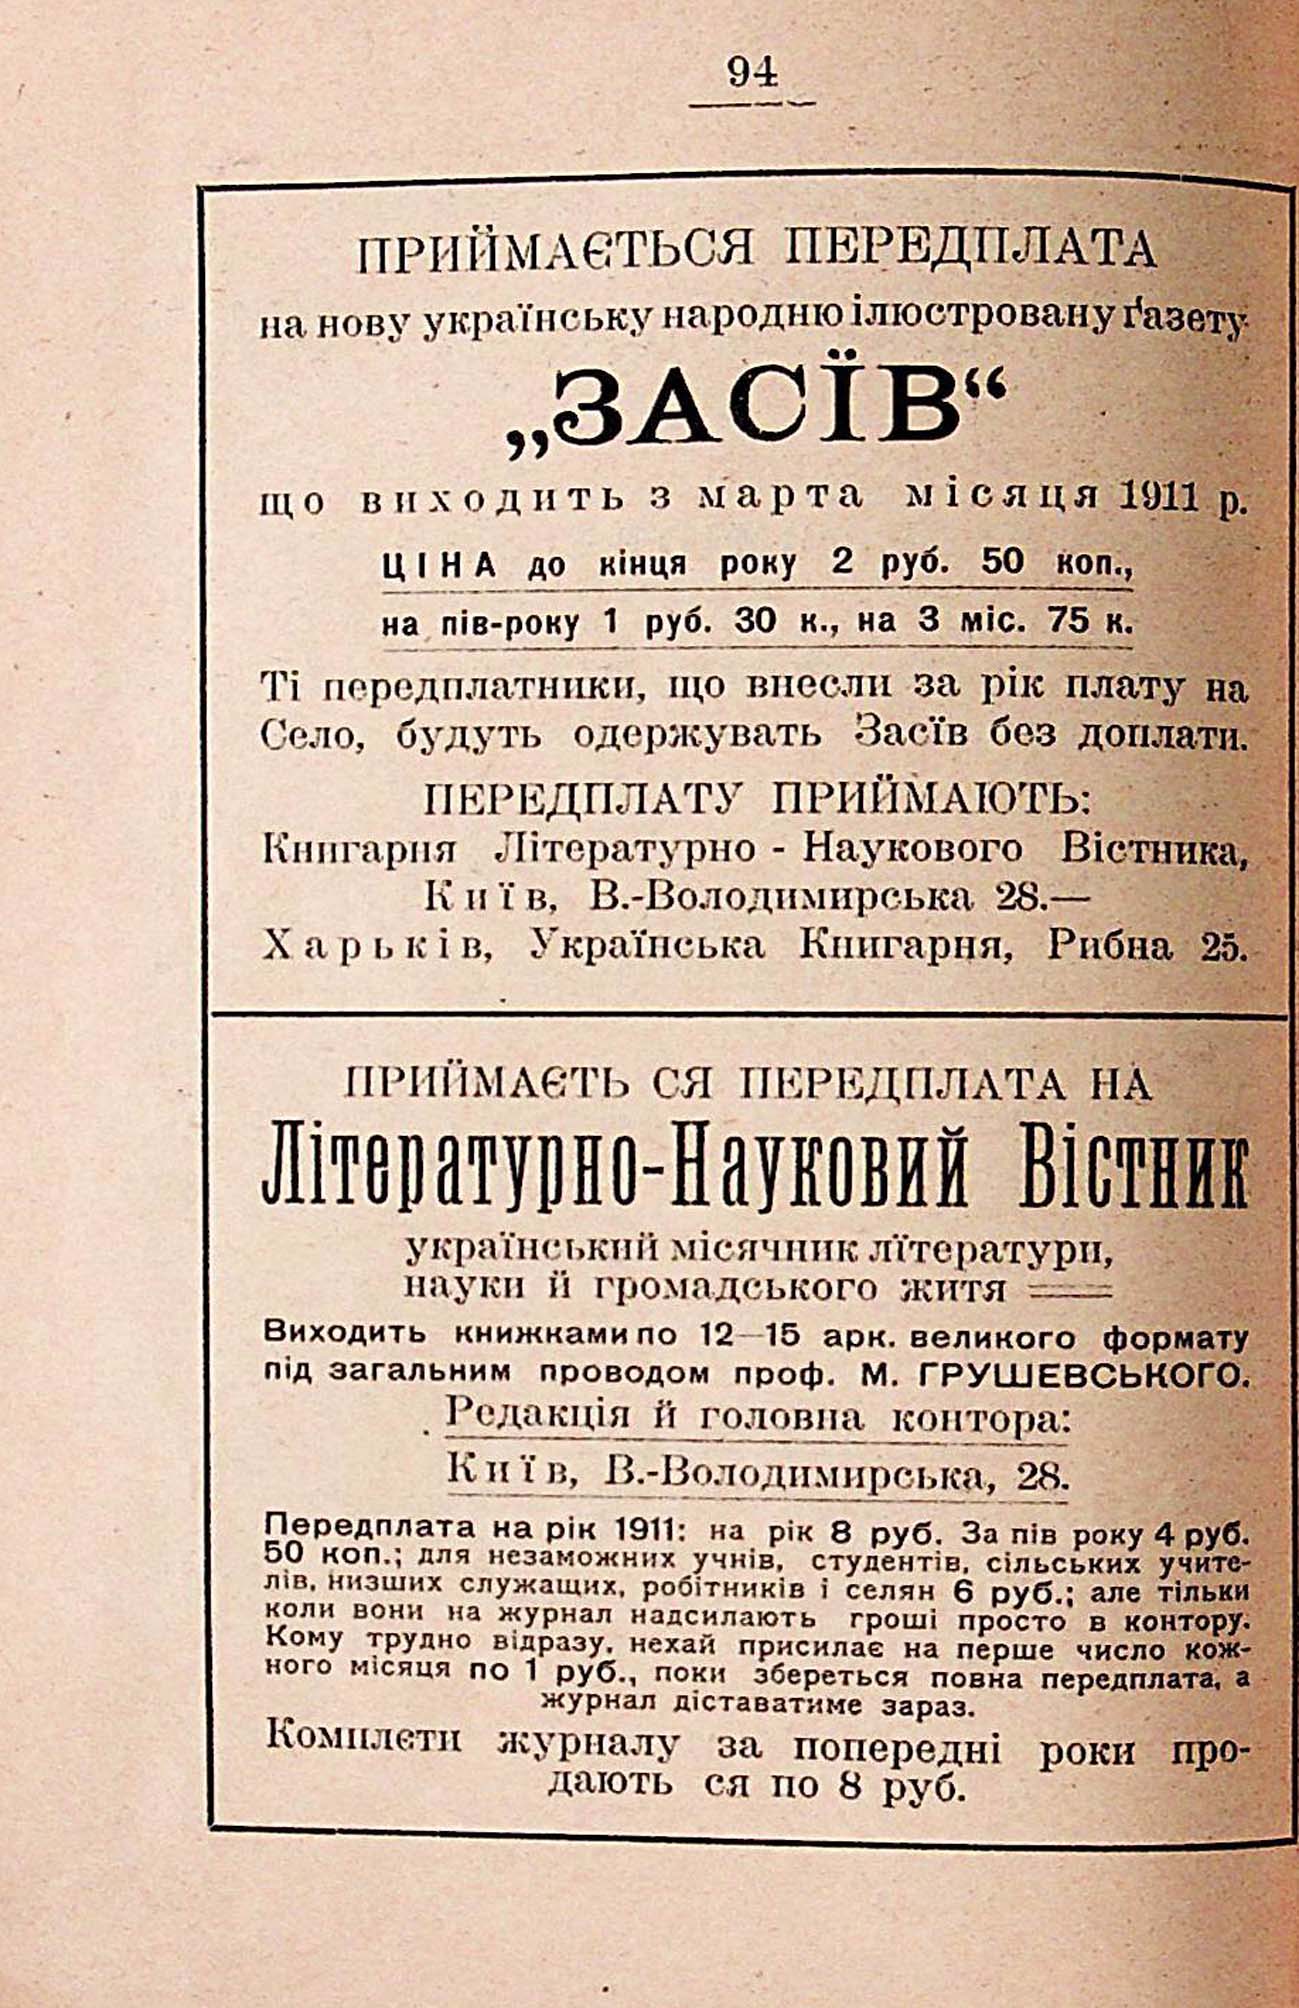 94
ПРИЙМАЄТЬСЯ ПЕРЕДПЛАТА
на нову українську народню ілюстровану ґазету
„ЗАСЇВ“
що виходить з марта місяця 1911 р.
ЦІНА до кінця року 2 руб. 50 коп.,
на пів-року 1 руб. 30 к., на 3 міс. 75 к.
Ті передплатники, що внесли за рік плату на
Село, будуть одержувать Засїв без доплати.
ПЕРЕДПЛАТУ ПРИЙМАЮТЬ:
Книгарня Літературно - Наукового Вістника,
Київ, В.-Володимирська 28.—
Харьків, Українська Книгарня, Рибна 25.
ПРИЙМАЄТЬ СЯ ПЕРЕДПЛАТА НА
Літературно-Науковий Вістник
український місячник лїтератури,
науки й громадського житя
Виходить книжками по 12—15 арк. великого формату
під загальним проводом проф. М. ГРУШЕВСЬКОГО.
Редакція й головна контора:
Київ, В.-Володимирська, 28.
Передплата на рік 1911: на рік 8 руб. За пів року 4 руб.
50 коп.; для незаможних учнів, студентів, сільських учите-
лів, низших служащих, робітників і селян 6 руб.; але тільки
коли вони на журнал надсилають гроші просто в контору.
Кому трудно відразу, нехай присилає на перше число кож-
ного місяця по 1 руб., поки збереться повна передплата, а
журнал діставатиме зараз.
Комплєти журналу за попередні роки про-
дають ся по 8 руб.